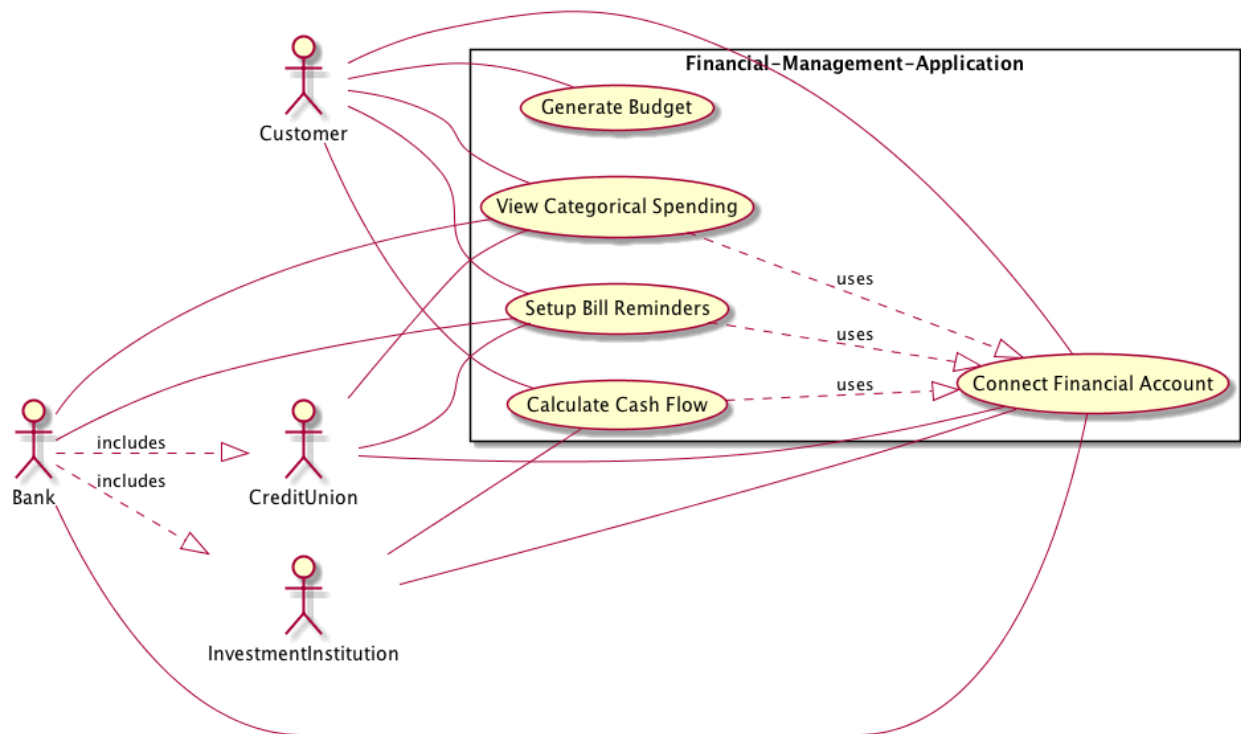 Financial-Management-Application
Generate Budget
Customer
View Categorical Spending
uses
Setup Bill Reminders
uses
uses
Connect Financial Account
Calculate Cash Flow
includes
includes
Bank
CreditUnion
InvestmentInstitution